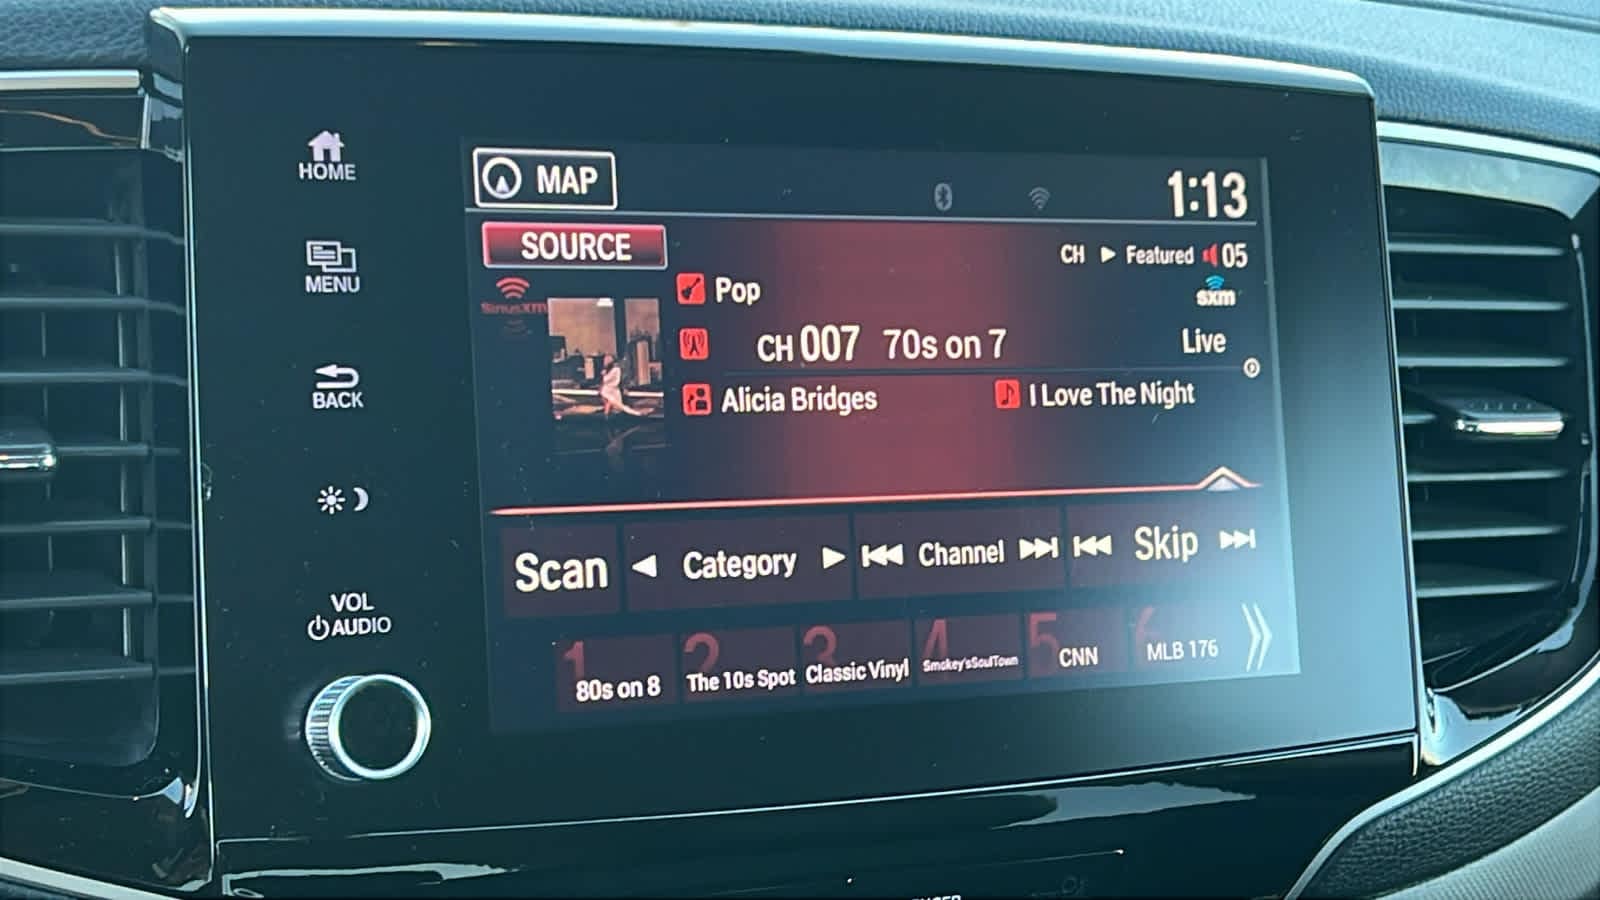 HOME
MENU
BACK
VOL
AUDIO
MAP
1:13
SOURCE
CH ▶ Featured 05
SiriusXM
sxm
Pop
CH 007 70s on 7
Live
Alicia Bridges
I Love The Night
Scan
Category
Channel
Skip
1 80s on 8
2 The 10s Spot
3 Classic Vinyl
4 Smokey'sSoulTown
5 CNN
6 MLB 176